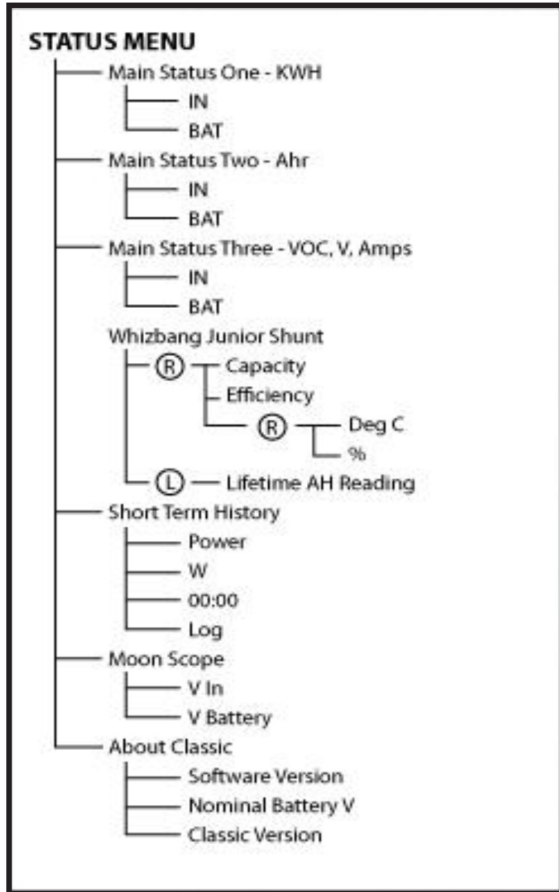 STATUS MENU
Main Status One - KWH
IN
BAT
Main Status Two - Ahr
IN
BAT
Main Status Three - VOC, V, Amps
IN
BAT
Whizbang Junior Shunt
R Capacity
Efficiency
R Deg C
%
L Lifetime AH Reading
Short Term History
Power
W
00:00
Log
Moon Scope
V In
V Battery
About Classic
Software Version
Nominal Battery V
Classic Version